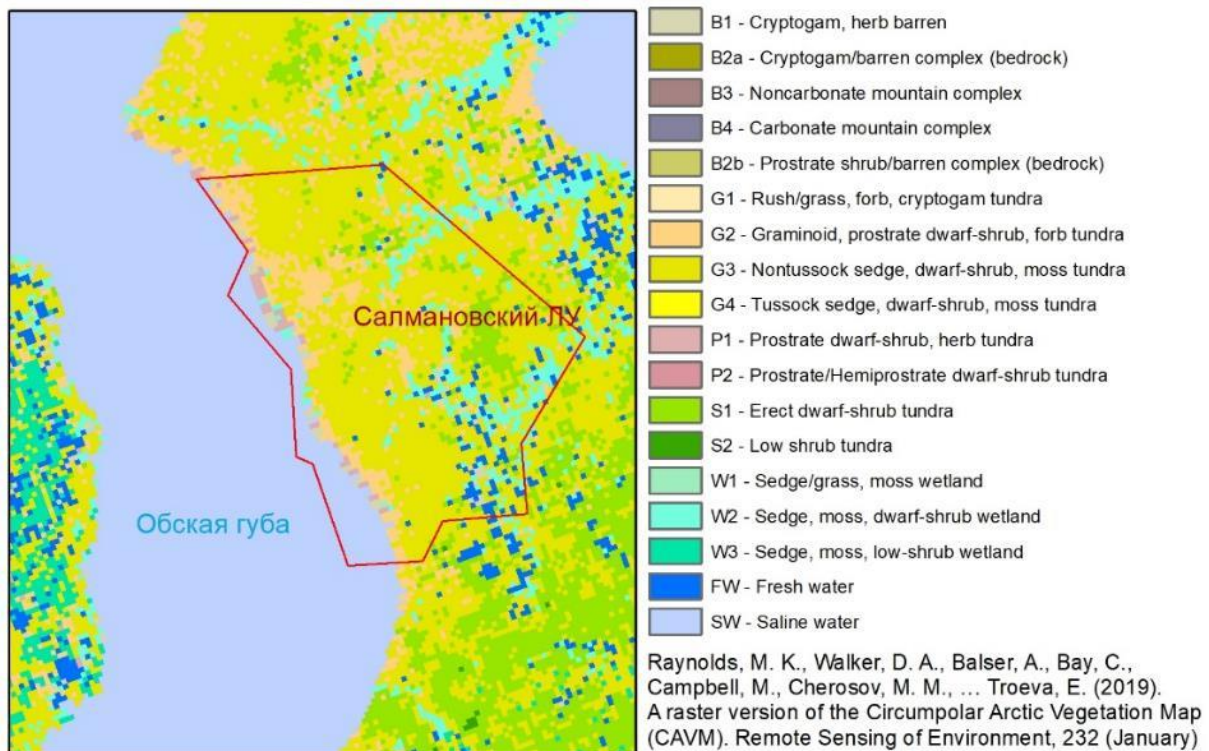 B1 - Cryptogam, herb barren
B2a - Cryptogam/barren complex (bedrock)
B3 - Noncarbonate mountain complex
B4 - Carbonate mountain complex
B2b - Prostrate shrub/barren complex (bedrock)
G1 - Rush/grass, forb, cryptogam tundra
G2 - Graminoid, prostrate dwarf-shrub, forb tundra
G3 - Nontussock sedge, dwarf-shrub, moss tundra
G4 - Tussock sedge, dwarf-shrub, moss tundra
P1 - Prostrate dwarf-shrub, herb tundra
P2 - Prostrate/Hemiprostrate dwarf-shrub tundra
S1 - Erect dwarf-shrub tundra
S2 - Low shrub tundra
W1 - Sedge/grass, moss wetland
W2 - Sedge, moss, dwarf-shrub wetland
W3 - Sedge, moss, low-shrub wetland
FW - Fresh water
SW - Saline water
Салмановский ЛУ
Обская губа
Raynolds, M. K., Walker, D. A., Balser, A., Bay, C.,
Campbell, M., Cherosov, M. M., ... Troeva, E. (2019).
A raster version of the Circumpolar Arctic Vegetation Map
(CAVM). Remote Sensing of Environment, 232 (January)